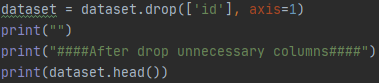 dataset = dataset.drop(['id'], axis=1)
print("")
print("####After drop unnecessary columns####")
print(dataset.head())